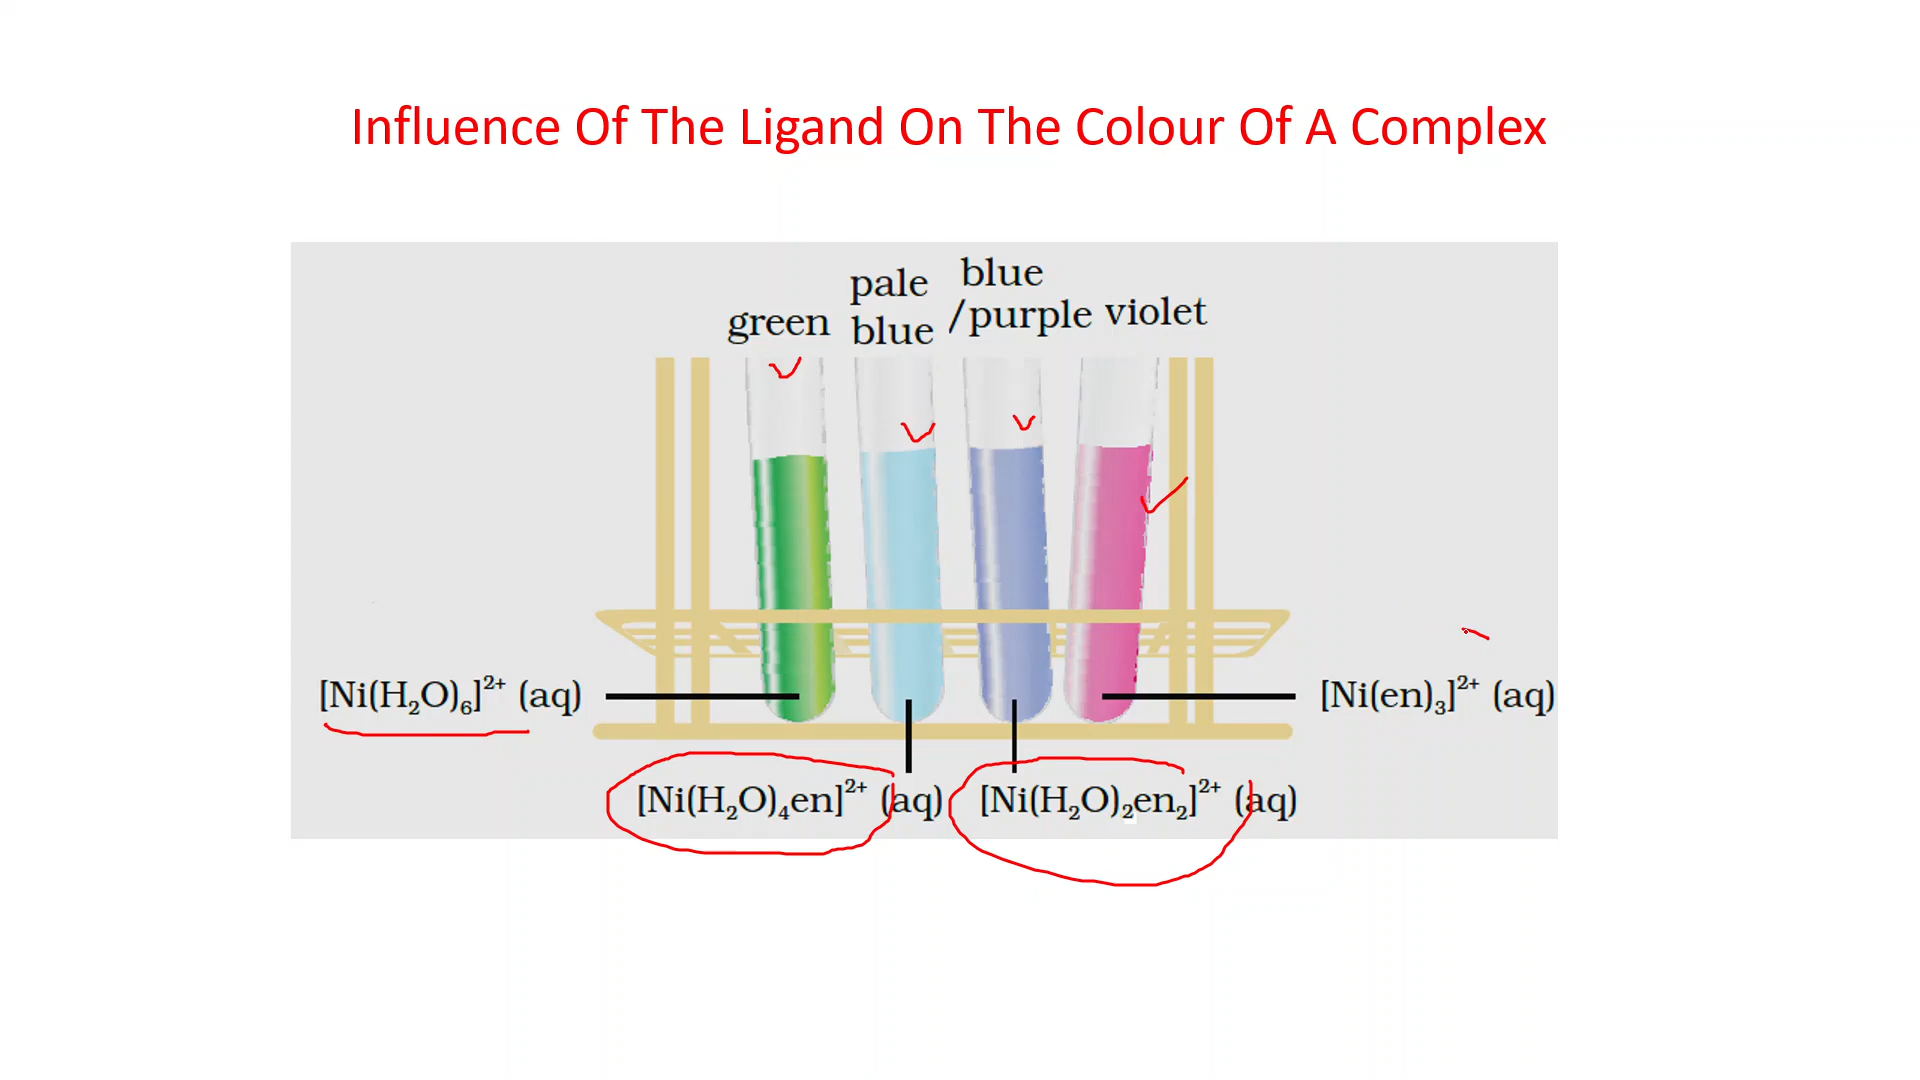 Influence Of The Ligand On The Colour Of A Complex
green
pale
blue
blue
/purple
violet
[Ni(H₂O)₆]²⁺ (aq)
[Ni(en)₃]²⁺ (aq)
[Ni(H₂O)₄en]²⁺ (aq)
[Ni(H₂O)₂en₂]²⁺ (aq)